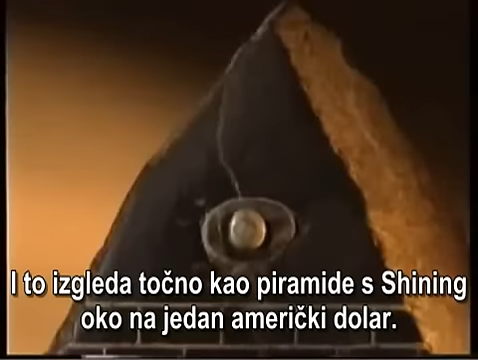 I to izgleda točno kao piramide s Shining
oko na jedan američki dolar.